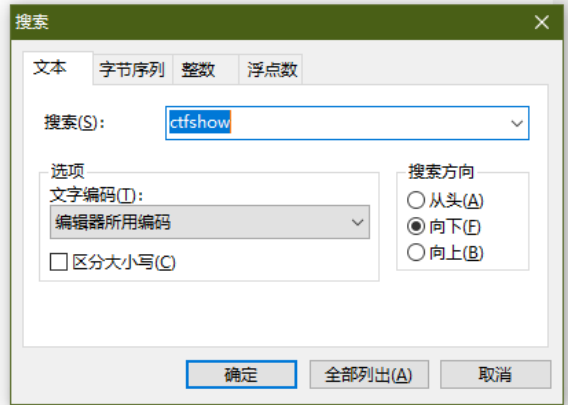 搜索
文本 字节序列 整数 浮点数
搜索(S): ctfshow
选项
文字编码(T):
编辑器所用编码
区分大小写(C)
搜索方向
从头(A)
向下(F)
向上(B)
确定 全部列出(A) 取消